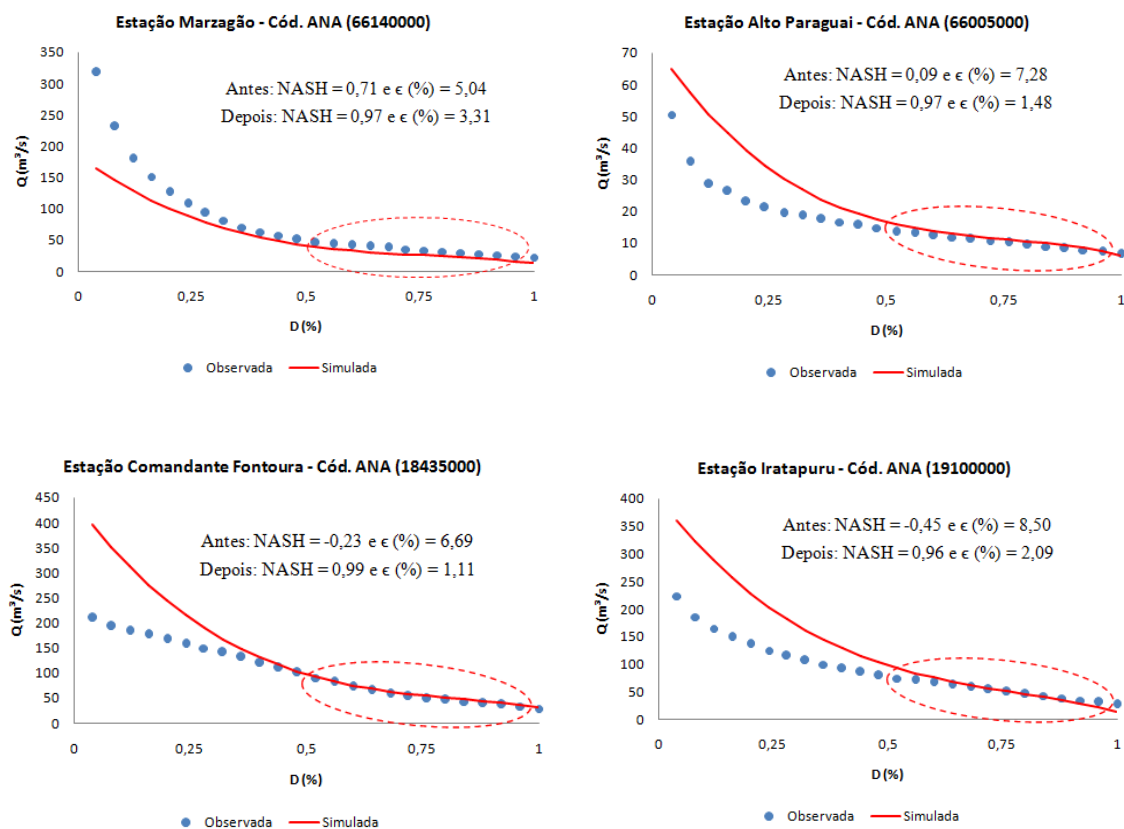 Estação Marzagão - Cód. ANA (66140000)
350
300
250
200
150
100
50
0
Q (m³/s)
Antes: NASH = 0,71 e ϵ (%) = 5,04
Depois: NASH = 0,97 e ϵ (%) = 3,31
0
0,25
0,5
0,75
1
D (%)
Observada
Simulada
Estação Alto Paraguai - Cód. ANA (66005000)
70
60
50
40
30
20
10
0
Q (m³/s)
Antes: NASH = 0,09 e ϵ (%) = 7,28
Depois: NASH = 0,97 e ϵ (%) = 1,48
0
0,25
0,5
0,75
1
D (%)
Observada
Simulada
Estação Comandante Fontoura - Cód. ANA (18435000)
450
400
350
300
250
200
150
100
50
0
Q (m³/s)
Antes: NASH = -0,23 e ϵ (%) = 6,69
Depois: NASH = 0,99 e ϵ (%) = 1,11
0
0,25
0,5
0,75
1
D (%)
Observada
Simulada
Estação Iratapuru - Cód. ANA (19100000)
400
350
300
250
200
150
100
50
0
Q (m³/s)
Antes: NASH = -0,45 e ϵ (%) = 8,50
Depois: NASH = 0,96 e ϵ (%) = 2,09
0
0,25
0,5
0,75
1
D (%)
Observada
Simulada